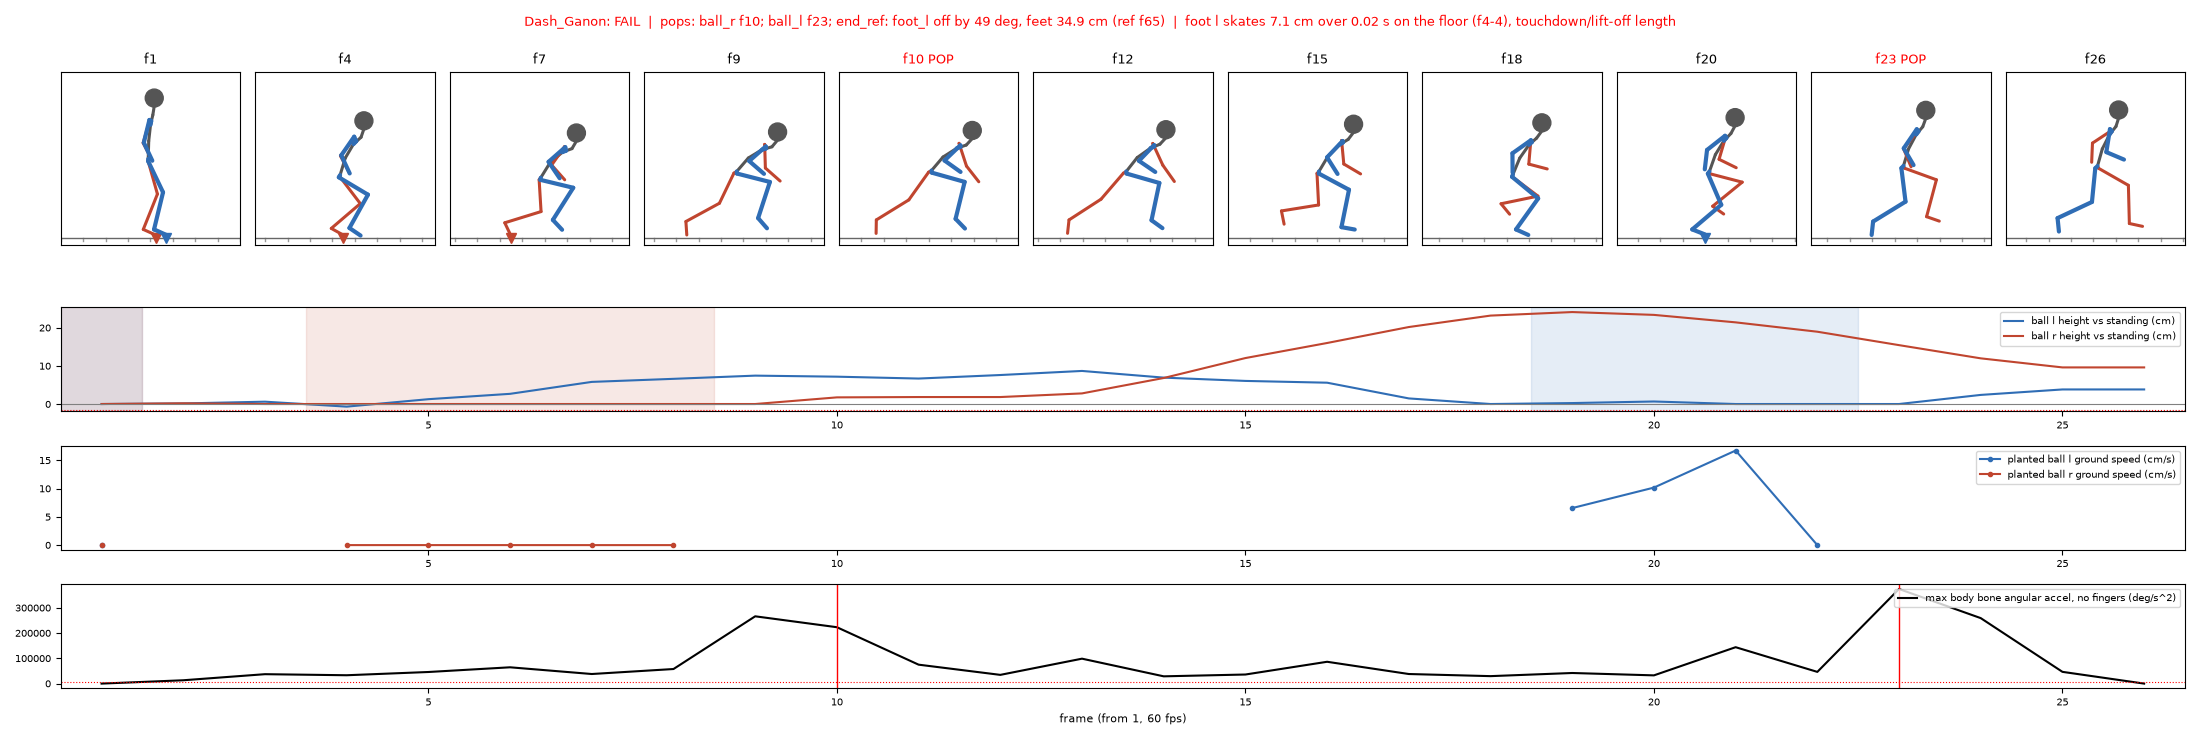 Dash_Ganon: FAIL  |  pops: ball_r f10; ball_l f23; end_ref: foot_l off by 49 deg, feet 34.9 cm (ref f65)  |  foot l skates 7.1 cm over 0.02 s on the floor (f4-4), touchdown/lift-off length
f1 f4 f7 f9 f10 POP f12 f15 f18 f20 f23 POP f26
20
10
0
ball l height vs standing (cm)
ball r height vs standing (cm)
5 10 15 20 25
15
10
5
0
planted ball l ground speed (cm/s)
planted ball r ground speed (cm/s)
5 10 15 20 25
300000
200000
100000
0
max body bone angular accel, no fingers (deg/s^2)
5 10 15 20 25
frame (from 1, 60 fps)